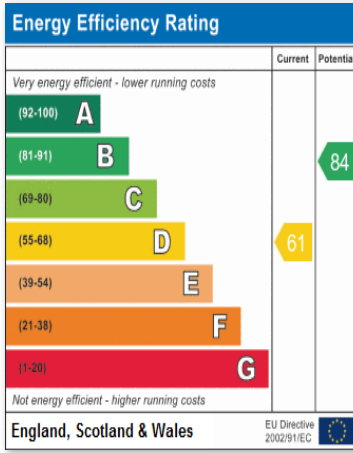 Energy Efficiency Rating
Current Potential
Very energy efficient - lower running costs
(92-100) A
(81-91) B
84
(69-80) C
(55-68) D
61
(39-54) E
(21-38) F
(1-20) G
Not energy efficient - higher running costs
England, Scotland & Wales
EU Directive
2002/91/EC